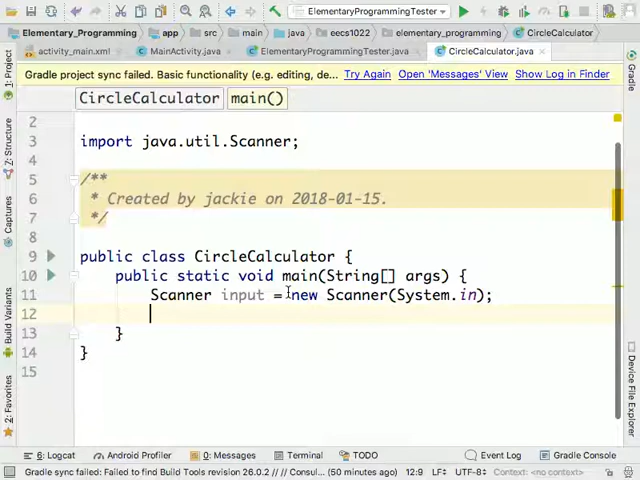 ElementaryProgrammingTester
Elementary_Programming app src main java eecs1022 elementary_programming CircleCalculator
activity_main.xml MainActivity.java ElementaryProgrammingTester.java CircleCalculator.java
Gradle project sync failed. Basic functionality (e.g. editing, de... Try Again Open 'Messages' View Show Log in Finder
CircleCalculator main()
1: Project
7: Structure
Captures
Build Variants
2: Favorites
2
3 import java.util.Scanner;
4
5 /**
6 * Created by jackie on 2018-01-15.
7 */
8
9 public class CircleCalculator {
10 public static void main(String[] args) {
11 Scanner input = new Scanner(System.in);
12
13 }
14 }
15
Gradle
Device File Explorer
6: Logcat Android Profiler 0: Messages Terminal TODO Event Log Gradle Console
Gradle sync failed: Failed to find Build Tools revision 26.0.2 // // Consul... (50 minutes ago) 12:9 LF÷ UTF-8÷ Context: <no context>